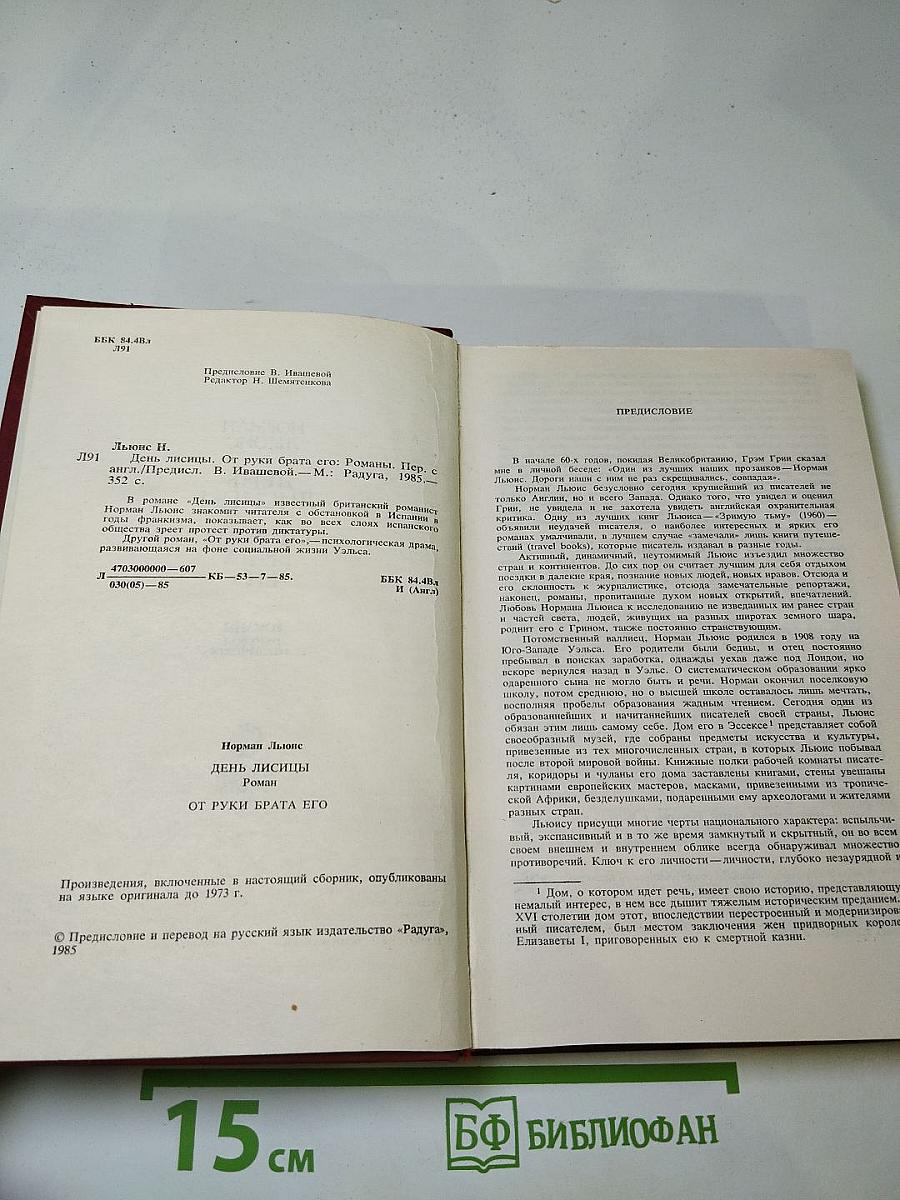 ББК 84.4Вл
Л91
Предисловие В. Ивашевой
Редактор Н. Шемятенкова
Льюис Н.
Л91 День лисицы. От руки брата его: Романы. Пер. с
англ./Предисл. В. Ивашевой.— М.: Радуга, 1985.—
352 с.
В романе «День лисицы» известный британский романист
Норман Льюис знакомит читателя с обстановкой в Испании в
годы франкизма, показывает, как во всех слоях испанского
общества зреет протест против диктатуры.
Другой роман, «От руки брата его»,— психологическая драма,
развивающаяся на фоне социальной жизни Уэльса.
Л 4703000000—607
030(05)—85
КБ—53—7—85.
ББК 84.4Вл
И (Англ)
Норман Льюис
ДЕНЬ ЛИСИЦЫ
Роман
ОТ РУКИ БРАТА ЕГО
Произведения, включенные в настоящий сборник, опубликованы
на языке оригинала до 1973 г.
© Предисловие и перевод на русский язык издательство «Радуга»,
1985
ПРЕДИСЛОВИЕ
В начале 60-х годов, покидая Великобританию, Грэм Грин сказал
мне в личной беседе: «Один из лучших наших прозаиков—Норман
Льюис. Дороги наши с ним не раз скрещивались, совпадая».
Норман Льюис безусловно сегодня крупнейший из писателей не
только Англии, но и всего Запада. Однако того, что увидел и оценил
Грин, не увидела и не захотела увидеть английская охранительная
критика. Одну из лучших книг Льюиса—«Зримую тьму» (1960)—
объявили неудачей писателя, о наиболее интересных и ярких его
романах умалчивали, в лучшем случае «замечали» лишь книги путеше-
ствий (travel books), которые писатель издавал в разные годы.
Активный, динамичный, неутомимый Льюис изъездил множество
стран и континентов. До сих пор он считает лучшим для себя отдыхом
поездки в далекие края, познание новых людей, новых нравов. Отсюда и
его склонность к журналистике, отсюда замечательные репортажи,
наконец, романы, пропитанные духом новых открытий, впечатлений.
Любовь Нормана Льюиса к исследованию не изведанных им ранее стран
и частей света, людей, живущих на разных широтах земного шара,
роднит его с Грином, также постоянно странствующим.
Потомственный валлиец, Норман Льюис родился в 1908 году на
Юго-Западе Уэльса. Его родители были бедны, и отец постоянно
пребывал в поисках заработка, однажды уехав даже под Лондон, но
вскоре вернулся назад в Уэльс. О систематическом образовании ярко
одаренного сына не могло быть и речи. Норман окончил поселковую
школу, потом среднюю, но о высшей школе оставалось лишь мечтать,
восполняя пробелы образования жадным чтением. Сегодня один из
образованнейших и начитаннейших писателей своей страны, Льюис
обязан этим лишь самому себе. Дом его в Эссексе¹ представляет собой
своеобразный музей, где собраны предметы искусства и культуры,
привезенные из тех многочисленных стран, в которых Льюис побывал
после второй мировой войны. Книжные полки рабочей комнаты писате-
ля, коридоры и чуланы его дома заставлены книгами, стены увешаны
картинами европейских мастеров, масками, привезенными из тропиче-
ской Африки, безделушками, подаренными ему археологами и жителями
разных стран.
Льюису присущи многие черты национального характера: вспыльчи-
вый, экспансивный и в то же время замкнутый и скрытный, он во всем
своем внешнем и внутреннем облике всегда обнаруживал множество
противоречий. Ключ к его личности—личности, глубоко незаурядной и
¹ Дом, о котором идет речь, имеет свою историю, представляющу
немалый интерес, в нем все дышит тяжелым историческим преданием.
XVI столетии дом этот, впоследствии перестроенный и модернизиров
ный писателем, был местом заключения жен придворных короле
Елизаветы I, приговоренных ею к смертной казни.
15 см
БФ БИБЛИОФАН